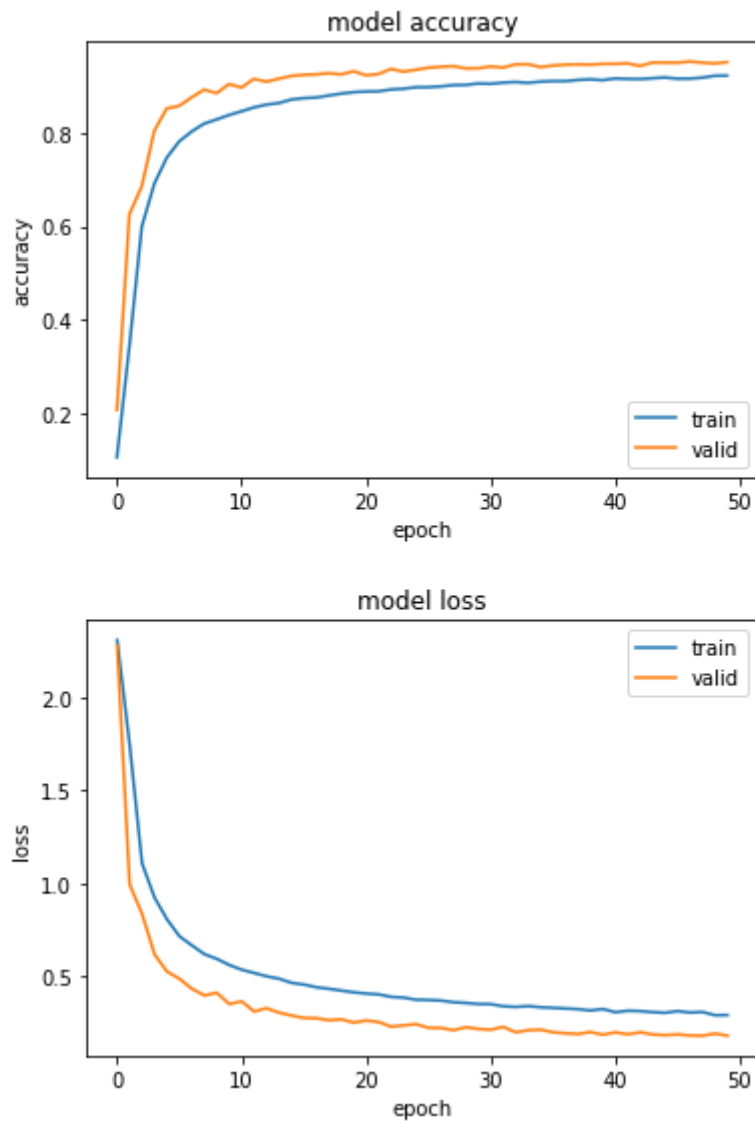 model accuracy
0.8
0.6
0.4
0.2
accuracy
train
valid
0 10 20 30 40 50
epoch
model loss
train
valid
2.0
1.5
1.0
0.5
loss
0 10 20 30 40 50
epoch